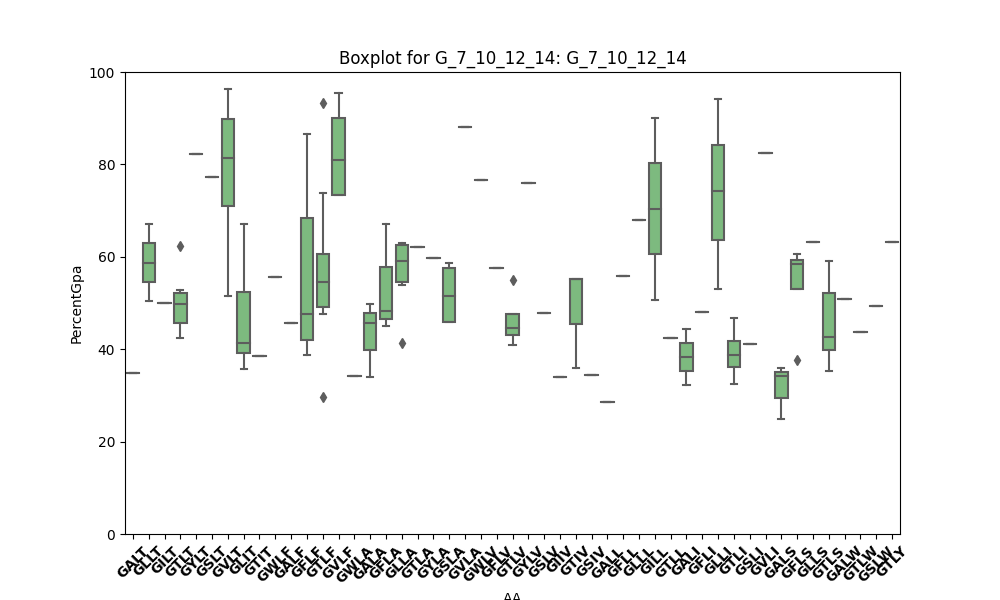 Boxplot for G_7_10_12_14: G_7_10_12_14
100
80
60
40
20
0
PercentGpa
GALT GLLT GILT GTLT GYLT GSLT GVLT GLIT GTIT GWLF GALF GFLF GTLF GVLF GWLA GALA GFLA GLLA GTLA GYLA GSLA GVLA GWLV GFLV GTLV GYLV GSLV GIIV GTIV GSIV GALL GFLL GLLL GILL GTLL GALI GFLI GLLI GTLI GSLI GVLI GALS GFLS GLLS GTLS GALW GTLW GSLW GTLY
AA